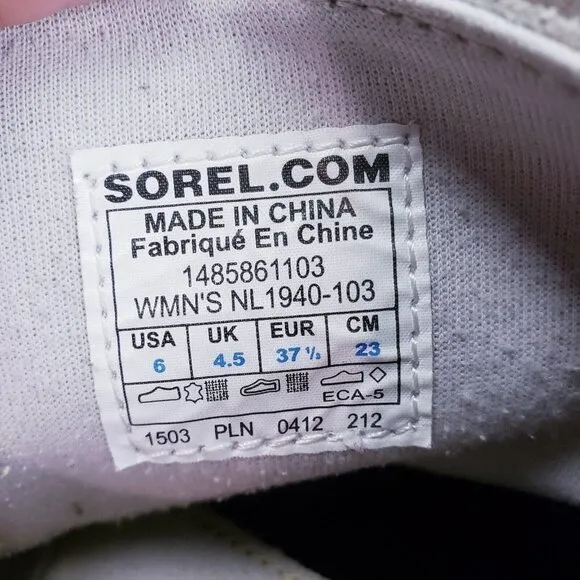 SOREL.COM
MADE IN CHINA
Fabriqué En Chine
1485861103
WMN'S NL1940-103
USA UK EUR CM
6 4.5 37 ½ 23
ECA-5
1503 PLN 0412 212